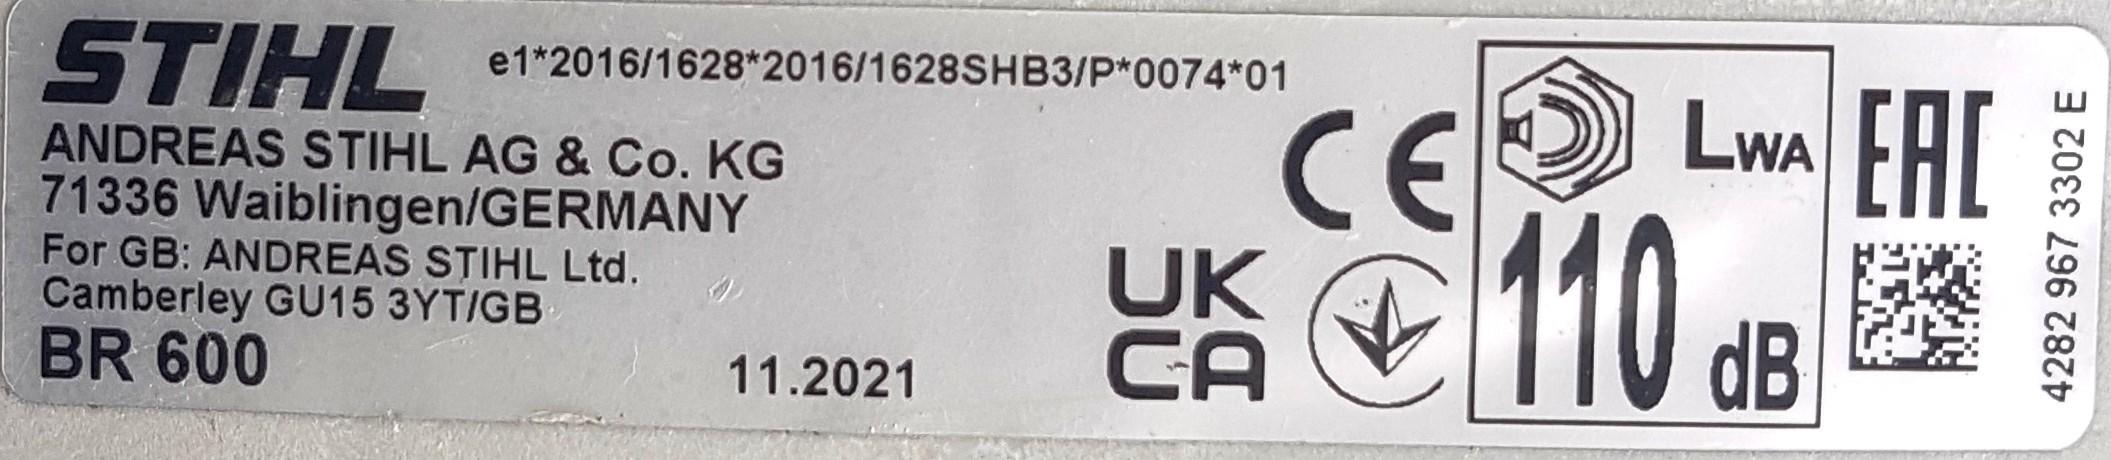 STIHL
e1*2016/1628*2016/1628SHB3/P*0074*01
ANDREAS STIHL AG & Co. KG
71336 Waiblingen/GERMANY
For GB: ANDREAS STIHL Ltd.
Camberley GU15 3YT/GB
BR 600
11.2021
CE
UK
CA
LWA
110 dB
EAC
4282 967 3302 E